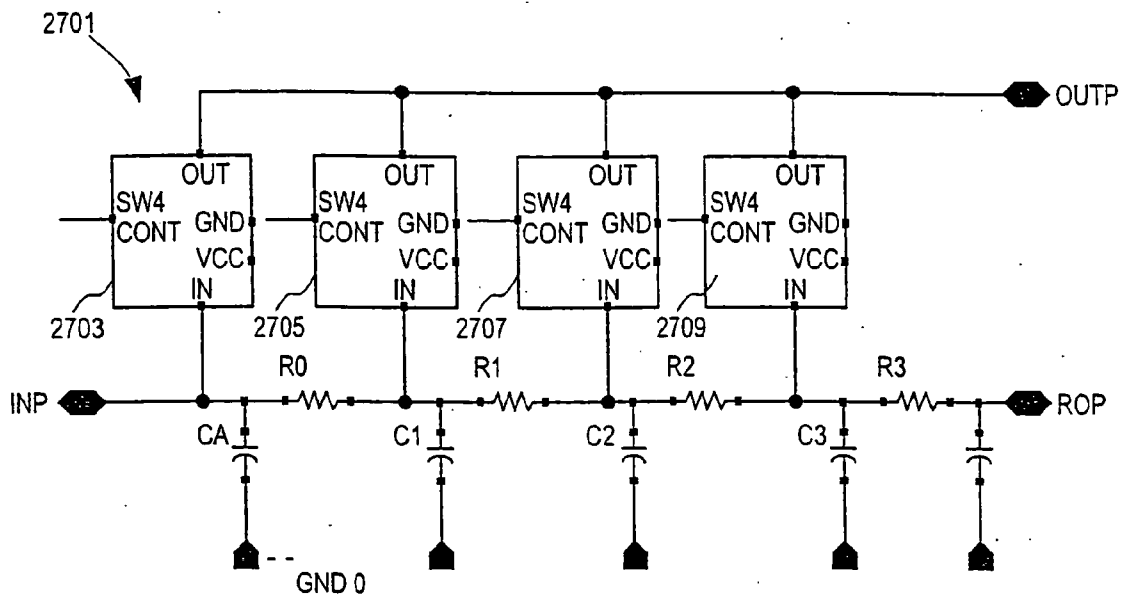 2701
OUTP
OUT OUT OUT OUT
SW4 SW4 SW4 SW4
CONT GND CONT GND CONT GND CONT GND
VCC VCC VCC VCC
IN IN IN IN
2703 2705 2707 2709
R0 R1 R2 R3
INP ROP
CA C1 C2 C3
GND 0